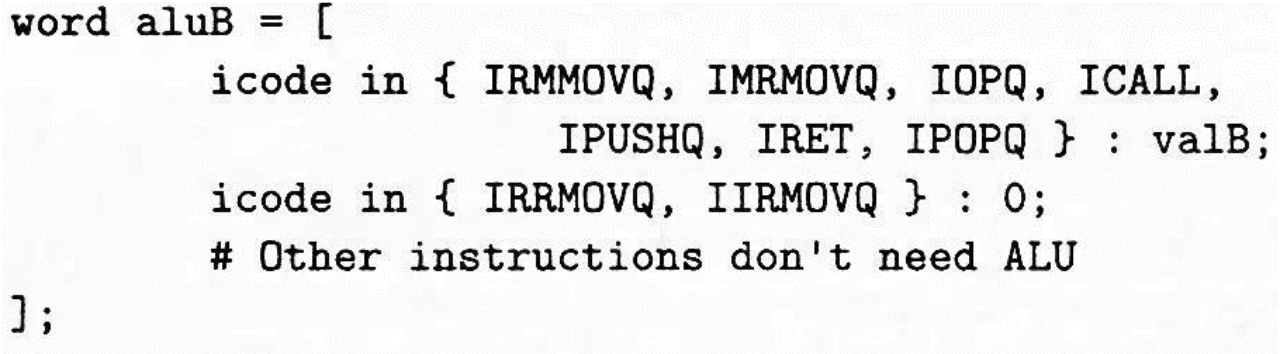 word aluB = [
icode in { IRMMOVQ, IMRMOVQ, IOPQ, ICALL,
IPUSHQ, IRET, IPOPQ } : valB;
icode in { IRRMOVQ, IIRMOVQ } : 0;
# Other instructions don't need ALU
];